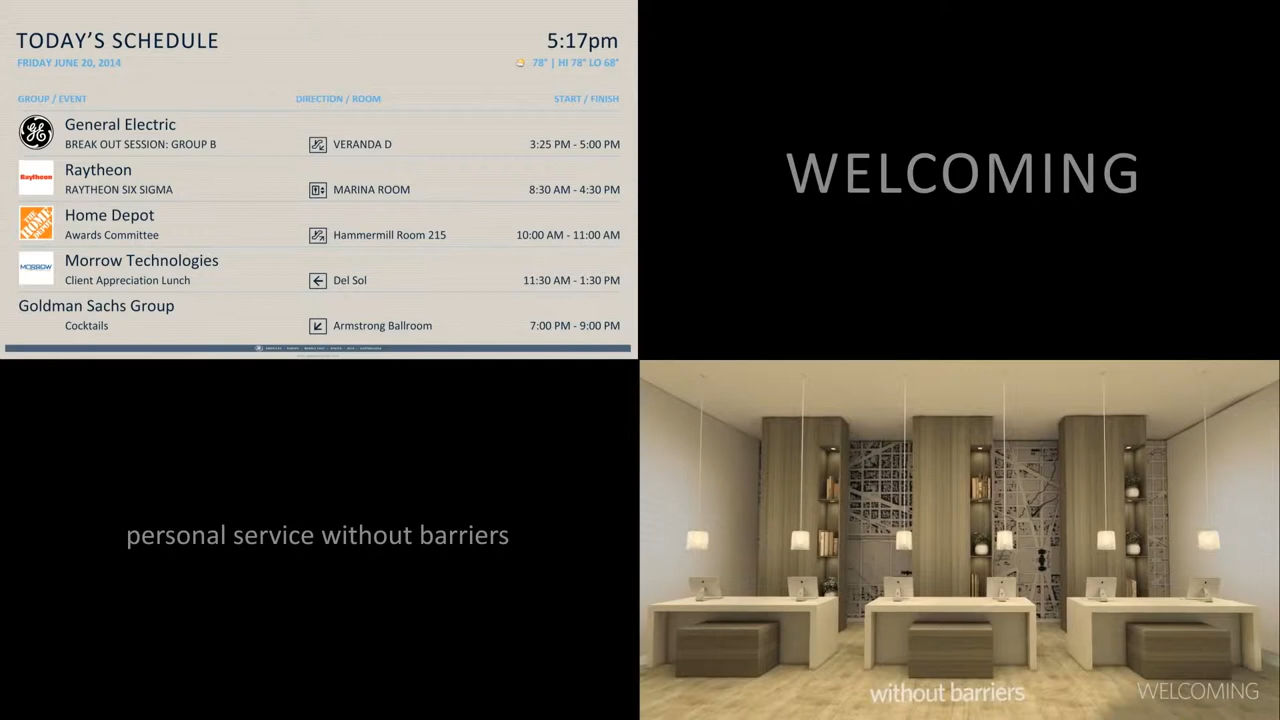 TODAY'S SCHEDULE
5:17pm
FRIDAY JUNE 20, 2014
78° | HI 78° LO 68°
GROUP / EVENT
DIRECTION / ROOM
START / FINISH
General Electric
BREAK OUT SESSION: GROUP B
VERANDA D
3:25 PM - 5:00 PM
Raytheon
Raytheon
RAYTHEON SIX SIGMA
MARINA ROOM
8:30 AM - 4:30 PM
THE HOME DEPOT
Home Depot
Awards Committee
Hammermill Room 215
10:00 AM - 11:00 AM
MORROW
Morrow Technologies
Client Appreciation Lunch
Del Sol
11:30 AM - 1:30 PM
Goldman Sachs Group
Cocktails
Armstrong Ballroom
7:00 PM - 9:00 PM
WELCOMING
personal service without barriers
without barriers
WELCOMING